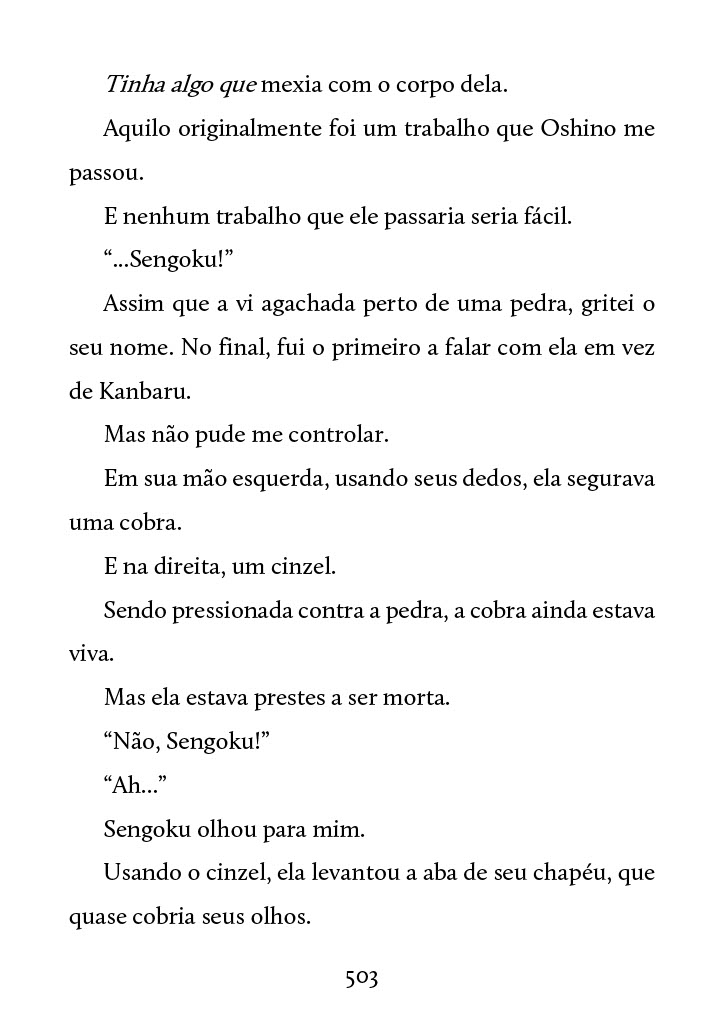 Tinha algo que mexia com o corpo dela.
Aquilo originalmente foi um trabalho que Oshino me
passou.
E nenhum trabalho que ele passaria seria fácil.
“...Sengoku!”
Assim que a vi agachada perto de uma pedra, gritei o
seu nome. No final, fui o primeiro a falar com ela em vez
de Kanbaru.
Mas não pude me controlar.
Em sua mão esquerda, usando seus dedos, ela segurava
uma cobra.
E na direita, um cinzel.
Sendo pressionada contra a pedra, a cobra ainda estava
viva.
Mas ela estava prestes a ser morta.
“Não, Sengoku!”
“Ah...”
Sengoku olhou para mim.
Usando o cinzel, ela levantou a aba de seu chapéu, que
quase cobria seus olhos.
503